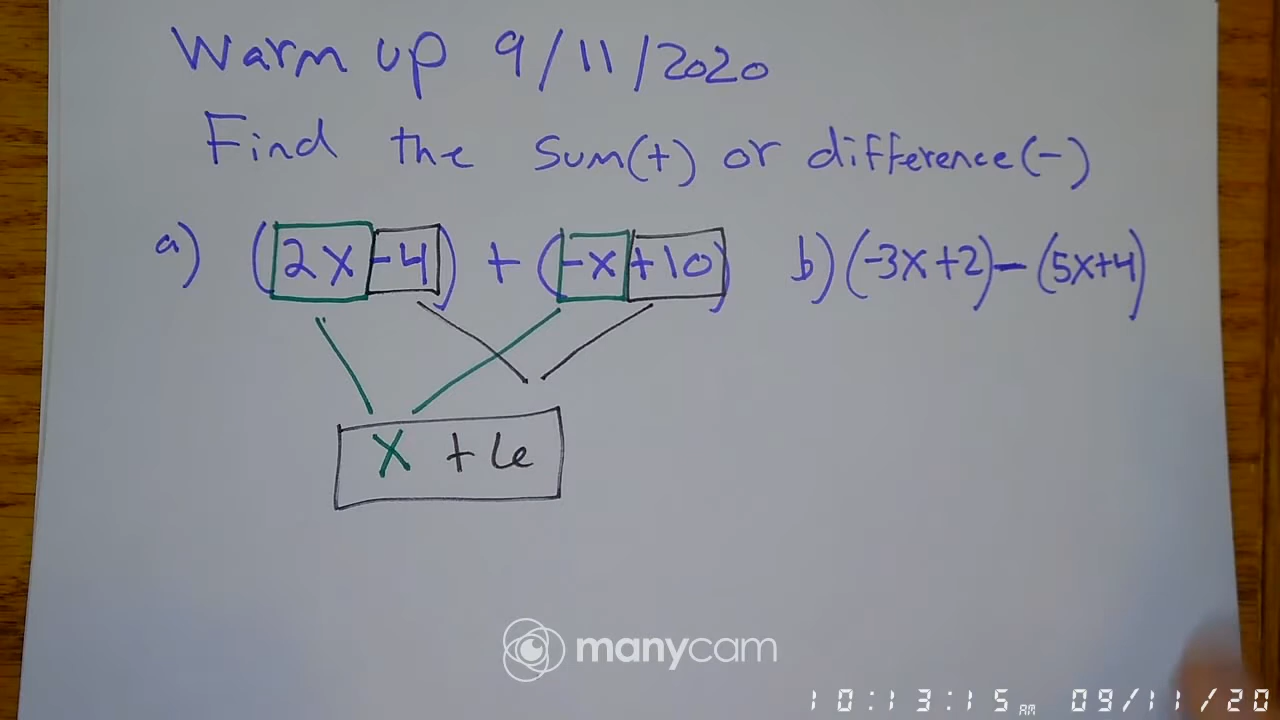 Warm up 9/11/2020
Find the sum(+) or difference(-)
a) (2x-4) + (-x+10) b) (-3x+2)-(5x+4)
x +6
manycam
10:13:15 AM 09/11/20